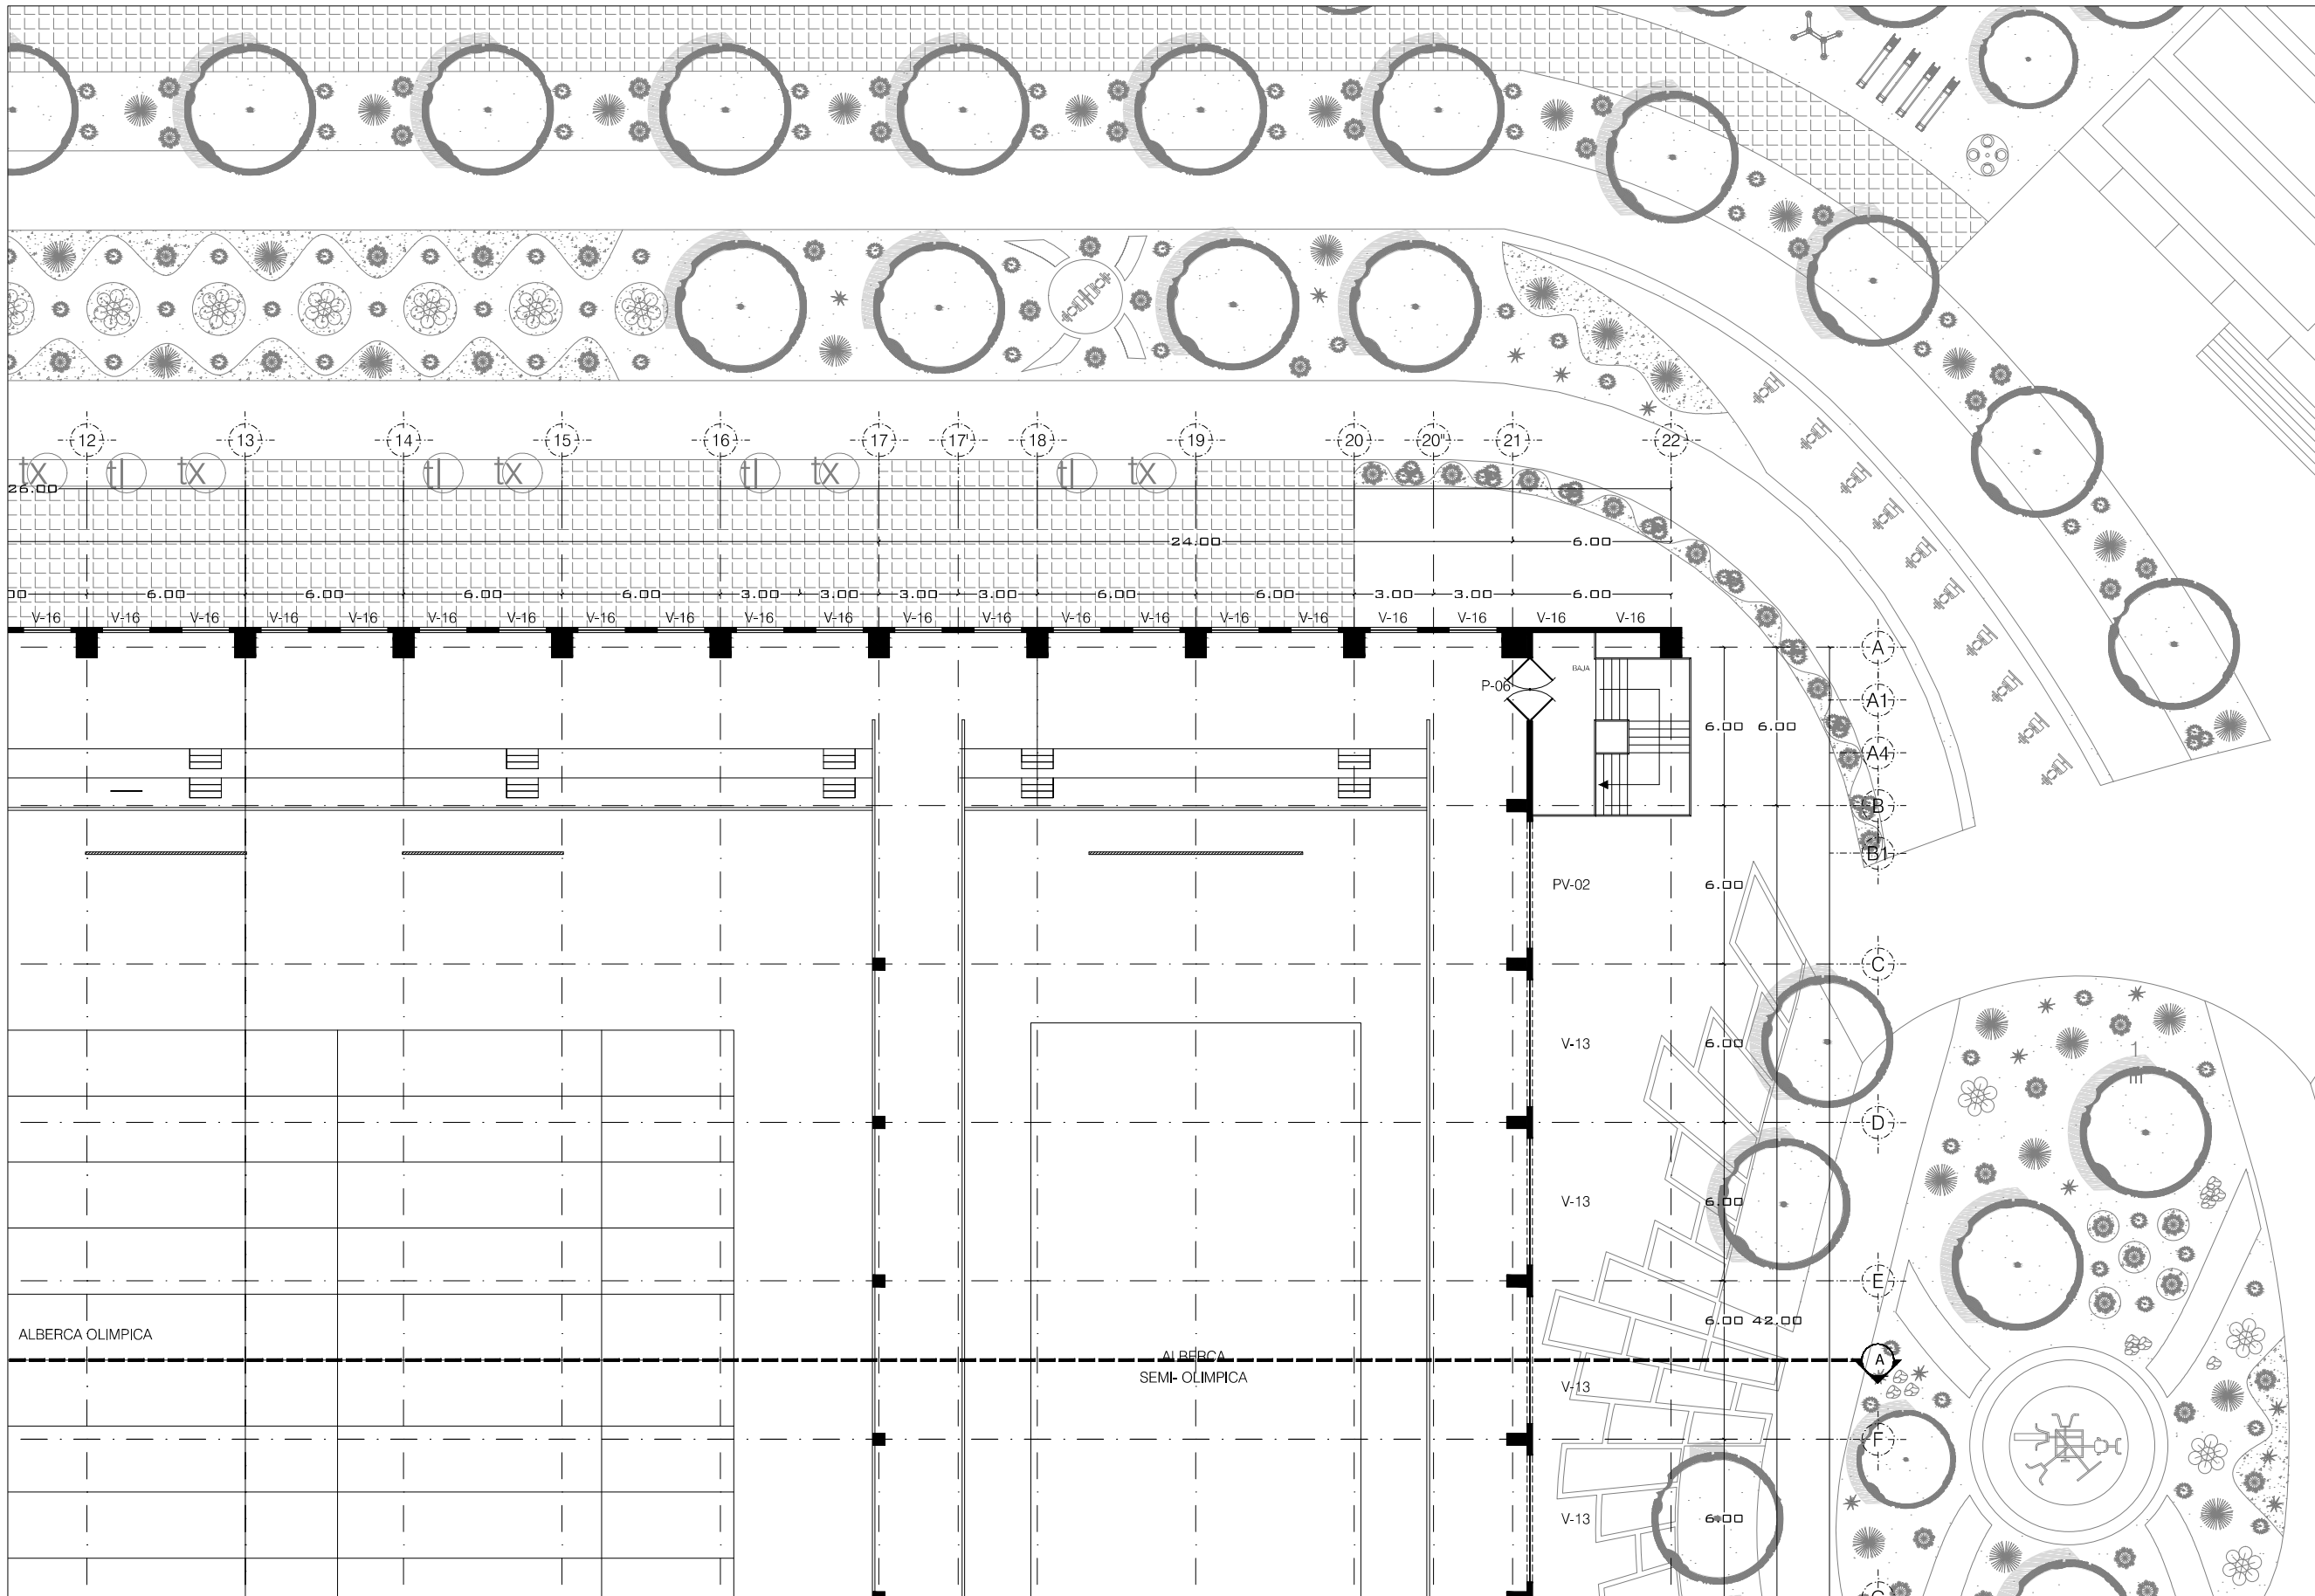 12 13 14 15 16 17 17' 18 19 20 20" 21 22
tx tl tx tl tx tl tx tl tx
26.00
24.00 6.00
6.00 6.00 6.00 6.00 3.00 3.00 3.00 3.00 6.00 6.00 3.00 3.00 6.00
V-16 V-16 V-16 V-16 V-16 V-16 V-16 V-16 V-16 V-16 V-16 V-16 V-16 V-16 V-16 V-16 V-16 V-16 V-16 V-16 V-16
A
BAJA
P-06
A1
6.00 6.00
A4
B
B1
PV-02 6.00
C
V-13 6.00
D
V-13 6.00
E
6.00 42.00
ALBERCA OLIMPICA
ALBERCA
A
SEMI- OLIMPICA
V-13
F
V-13 6.00